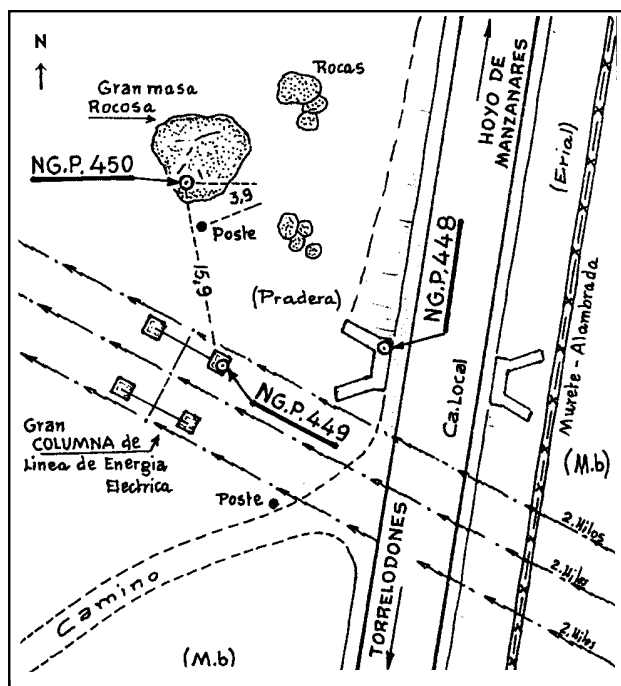 N
Rocas
Gran masa
Rocosa
NG.P. 450
3,9
Poste
15,9
(Pradera)
NG.P. 448
HOYO DE
MANZANARES
(Erial)
Murete - Alambrada
Ca. Local
NG.P. 449
Gran
COLUMNA de
Linea de Energia
Electrica
Poste
(M.b)
2. Hilos
2. Hilos
2. Hilos
Camino
TORRELODONES
(M.b)